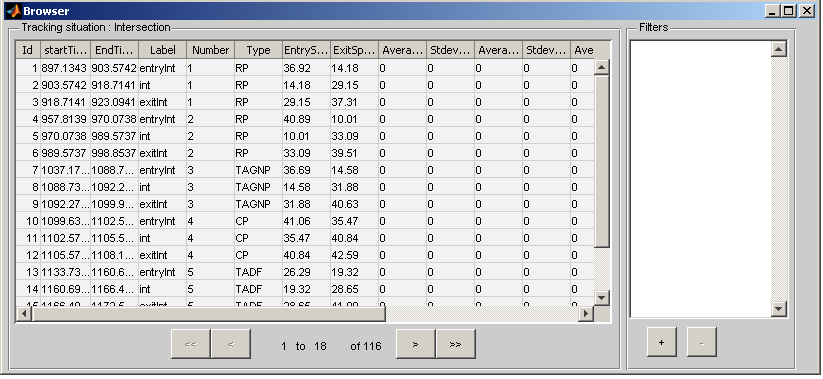 Browser
Tracking situation : Intersection
Filters
Id startTi... EndTi... Label Number Type EntryS... ExitSp... Avera... Stdev... Avera... Stdev... Ave
1 897.1343 903.5742 entryInt 1 RP 36.92 14.18 0 0 0 0 0
2 903.5742 918.7141 int 1 RP 14.18 29.15 0 0 0 0 0
3 918.7141 923.0941 exitInt 1 RP 29.15 37.31 0 0 0 0 0
4 957.8139 970.0738 entryInt 2 RP 40.89 10.01 0 0 0 0 0
5 970.0738 989.5737 int 2 RP 10.01 33.09 0 0 0 0 0
6 989.5737 998.8537 exitInt 2 RP 33.09 39.51 0 0 0 0 0
7 1037.17... 1088.7... entryInt 3 TAGNP 36.69 14.58 0 0 0 0 0
8 1088.73... 1092.2... int 3 TAGNP 14.58 31.88 0 0 0 0 0
9 1092.27... 1099.9... exitInt 3 TAGNP 31.88 40.63 0 0 0 0 0
10 1099.63... 1102.5... entryInt 4 CP 41.06 35.47 0 0 0 0 0
11 1102.57... 1105.5... int 4 CP 35.47 40.84 0 0 0 0 0
12 1105.57... 1108.1... exitInt 4 CP 40.84 42.59 0 0 0 0 0
13 1133.73... 1160.6... entryInt 5 TADF 26.29 19.32 0 0 0 0 0
14 1160.69... 1166.4... int 5 TADF 19.32 28.65 0 0 0 0 0
15 1166.40... 1172.5... exitInt 5 TADF 28.65 0 0 0 0 0
<< < 1 to 18 of 116 > >>
+ -